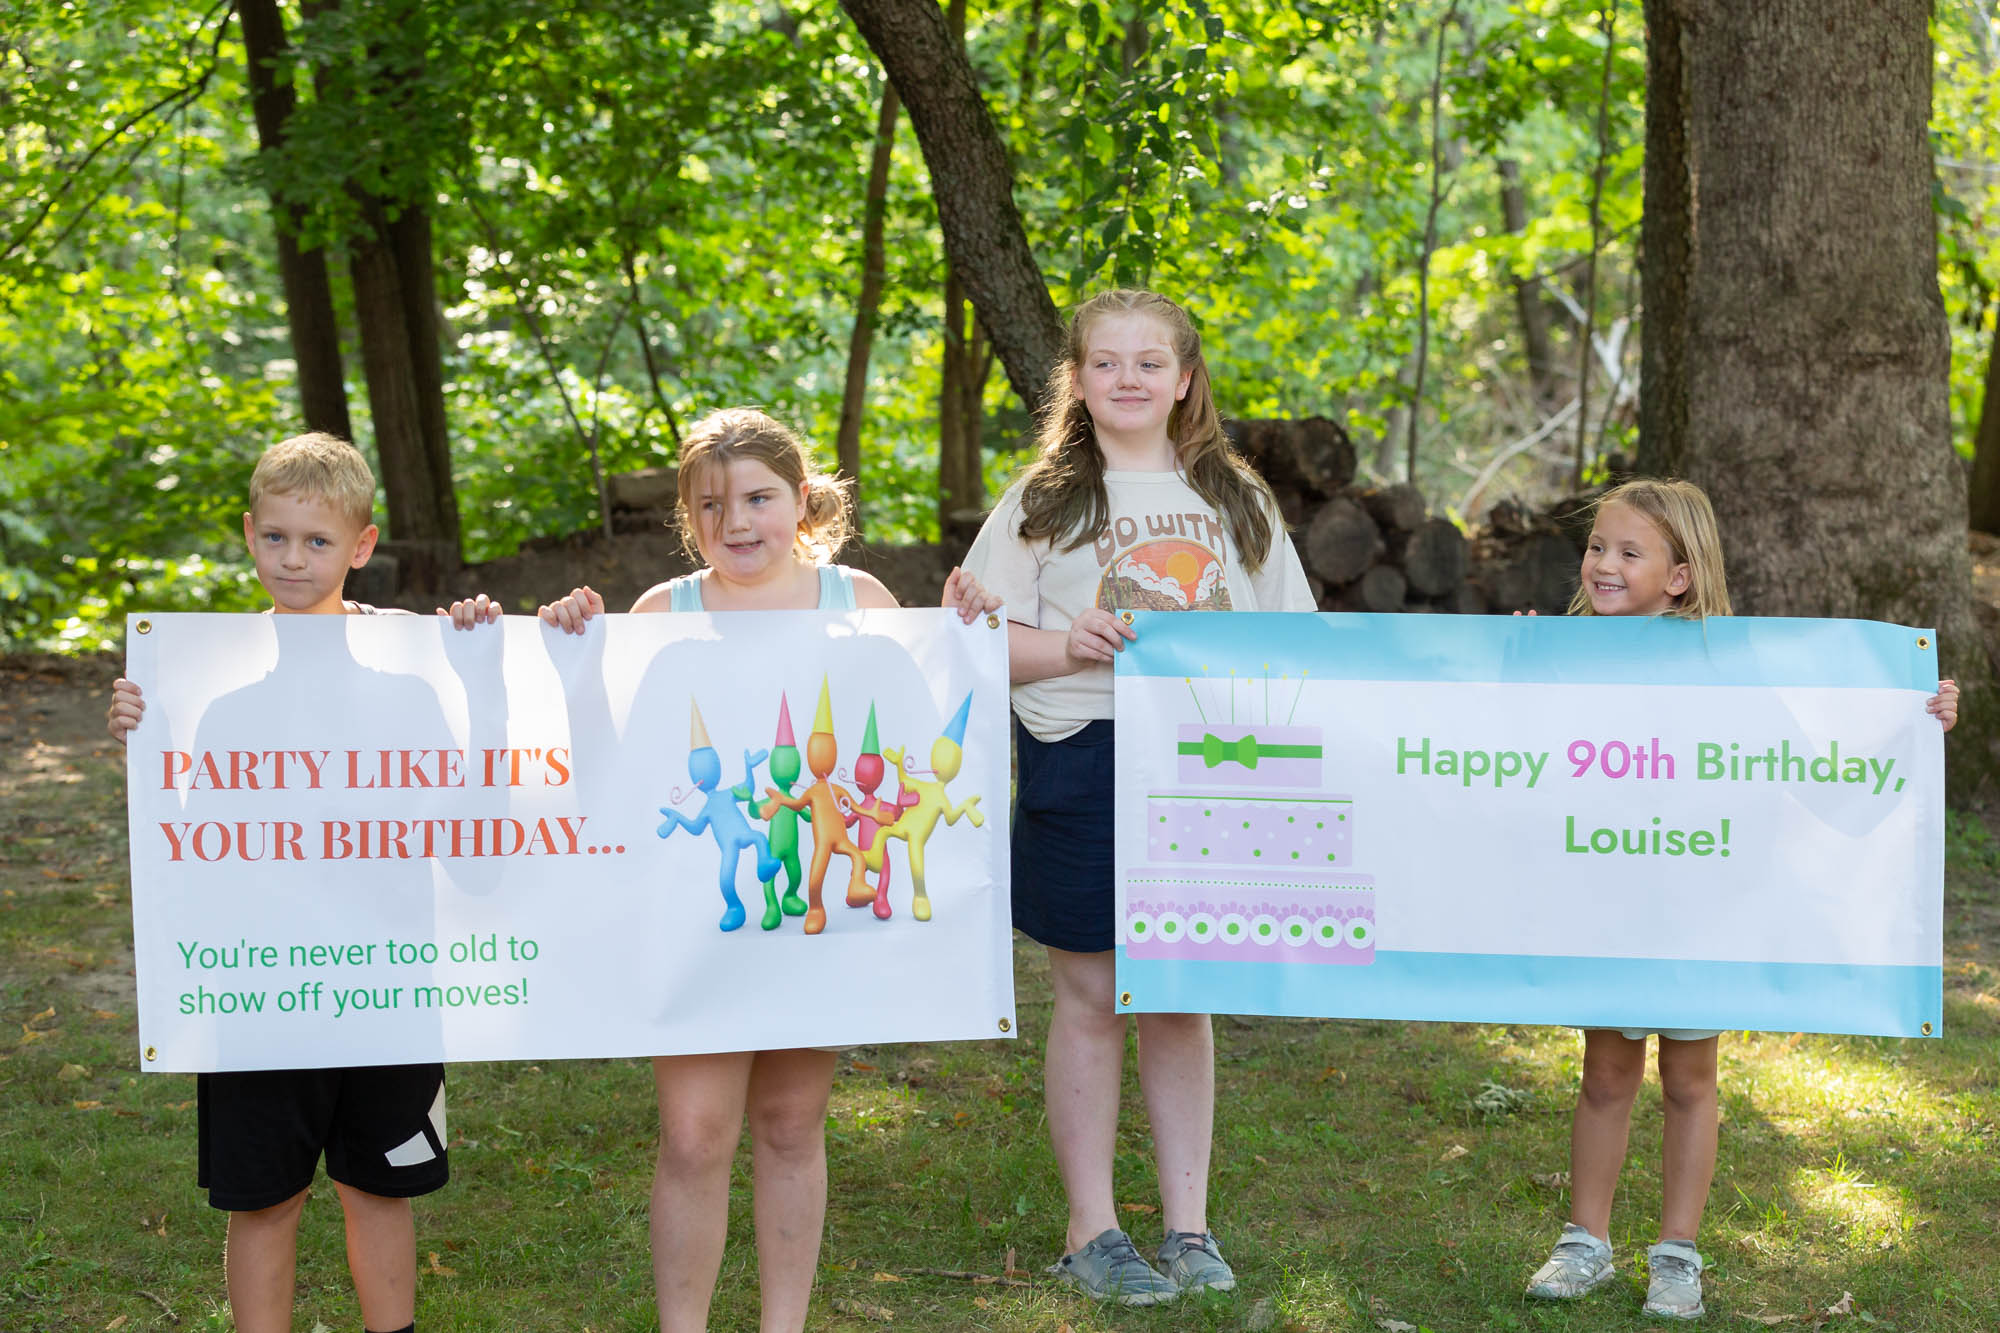 PARTY LIKE IT'S
YOUR BIRTHDAY...
You're never too old to
show off your moves!
GO WITH
Happy 90th Birthday,
Louise!